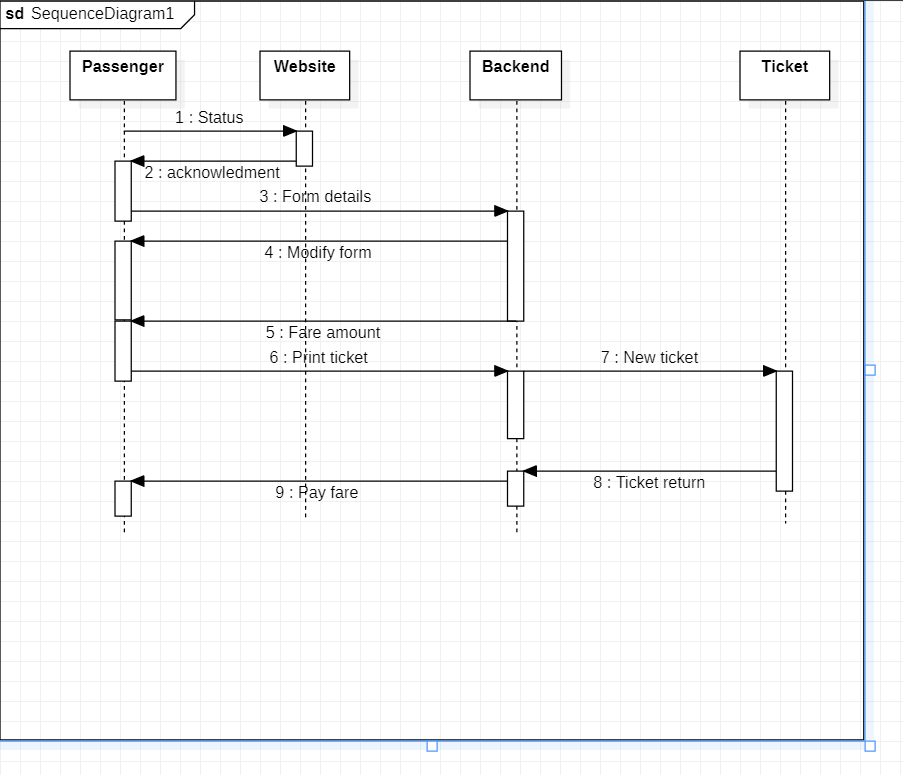 sd SequenceDiagram1
Passenger
Website
Backend
Ticket
1 : Status
2 : acknowledment
3 : Form details
4 : Modify form
5 : Fare amount
6 : Print ticket
7 : New ticket
8 : Ticket return
9 : Pay fare